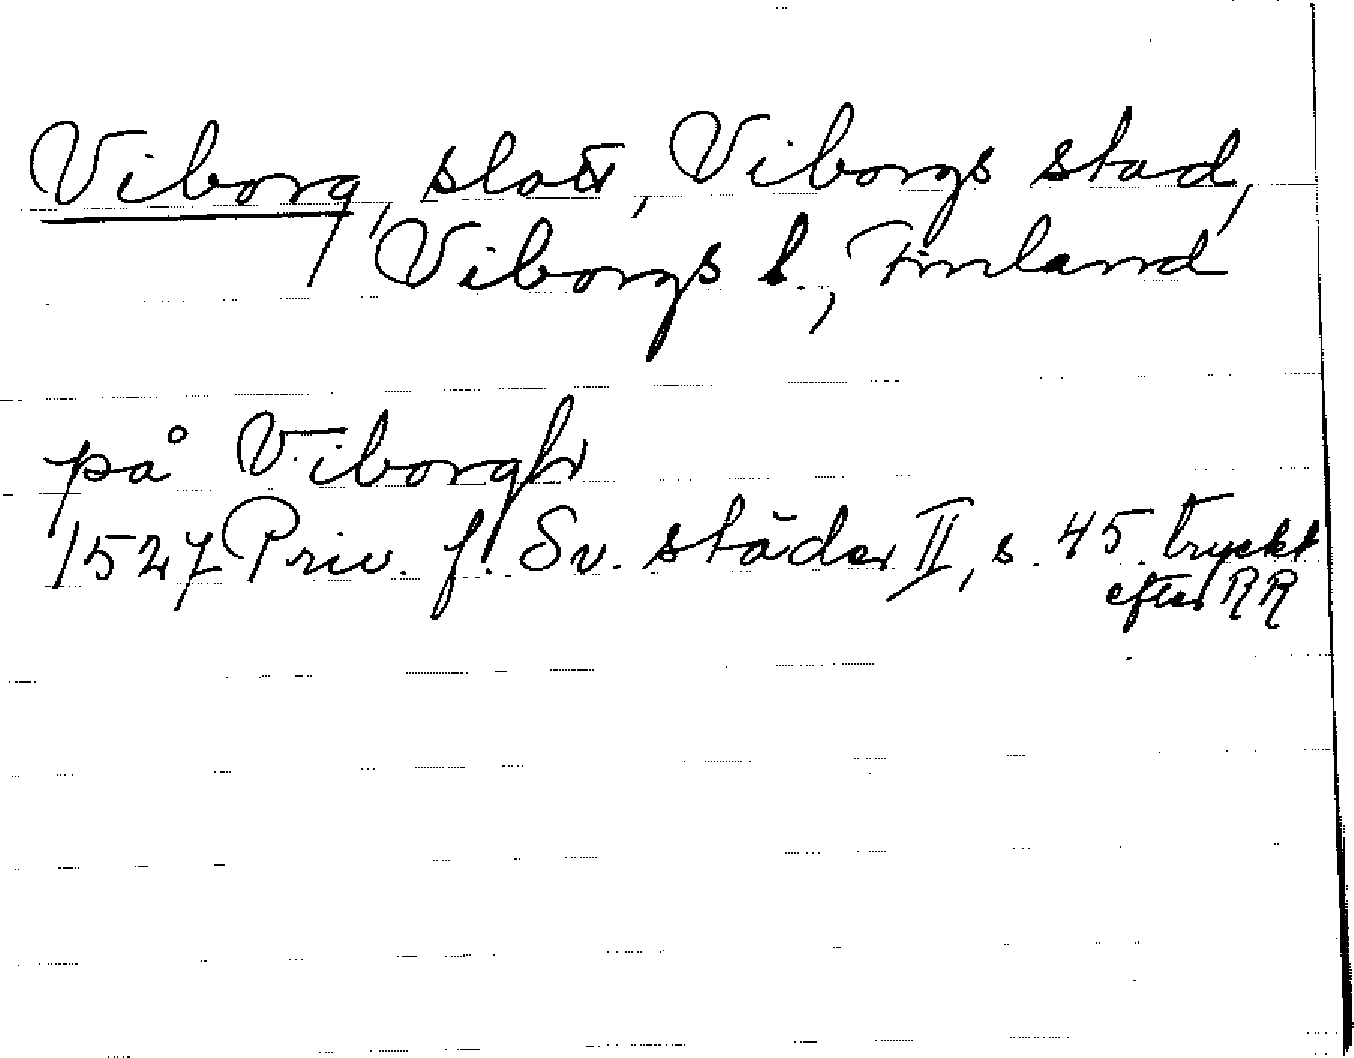 Viborg, slott, Viborgs stad,
Viborgs l., Finland
på Viborgh
1527 Priv. f. Sv. städer II, s. 45 tryckt
efter RR